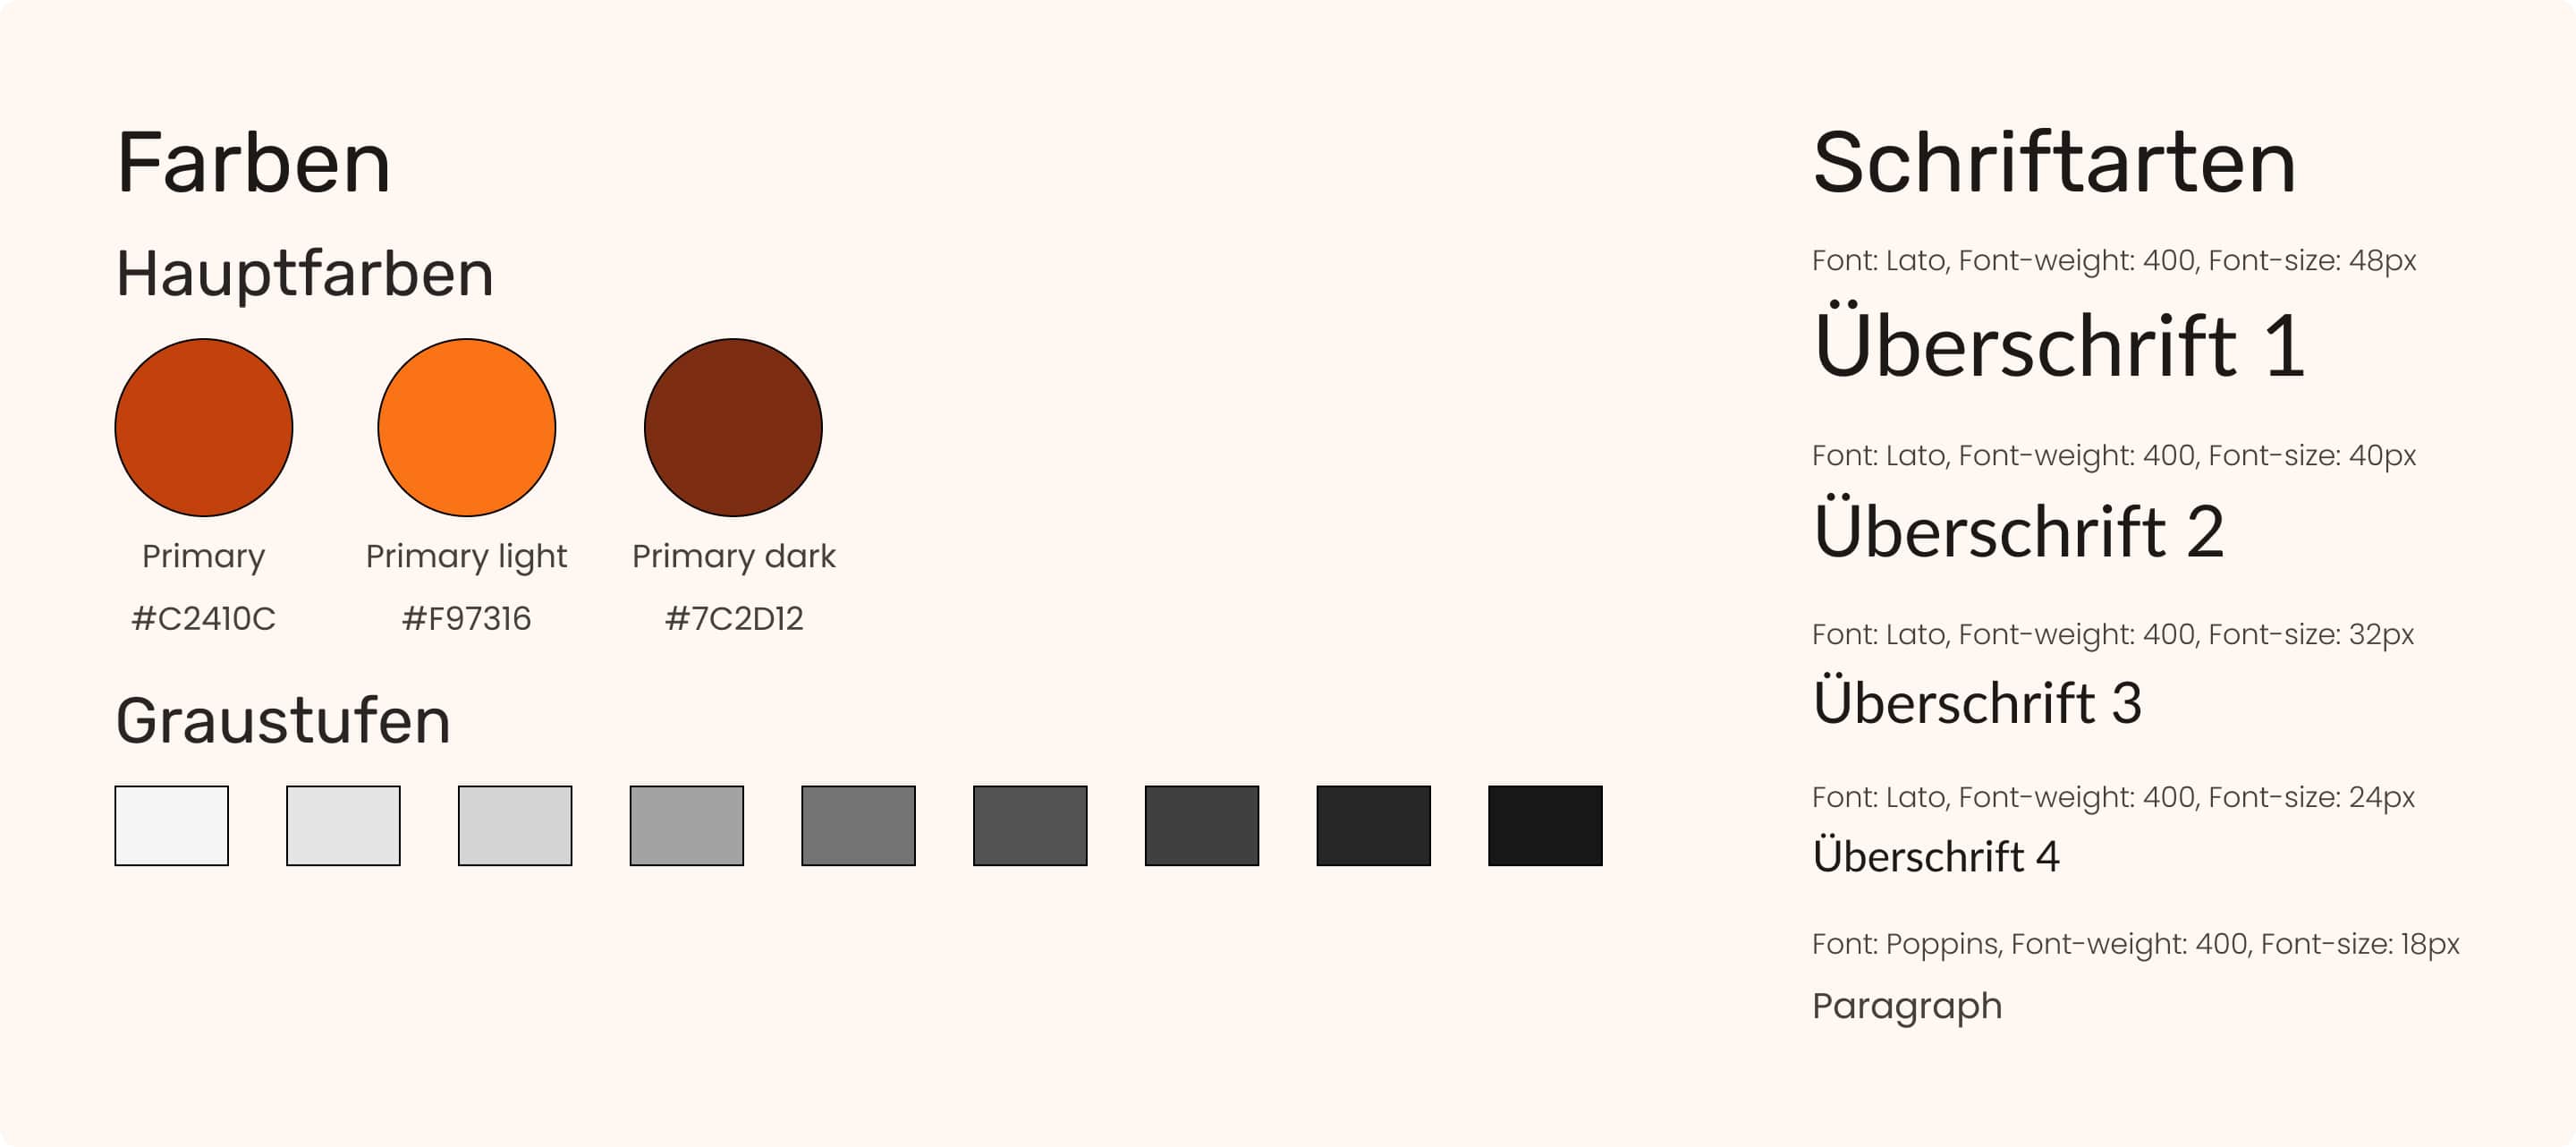 Farben
Hauptfarben
Primary
#C2410C
Primary light
#F97316
Primary dark
#7C2D12
Graustufen
Schriftarten
Font: Lato, Font-weight: 400, Font-size: 48px
Überschrift 1
Font: Lato, Font-weight: 400, Font-size: 40px
Überschrift 2
Font: Lato, Font-weight: 400, Font-size: 32px
Überschrift 3
Font: Lato, Font-weight: 400, Font-size: 24px
Überschrift 4
Font: Poppins, Font-weight: 400, Font-size: 18px
Paragraph